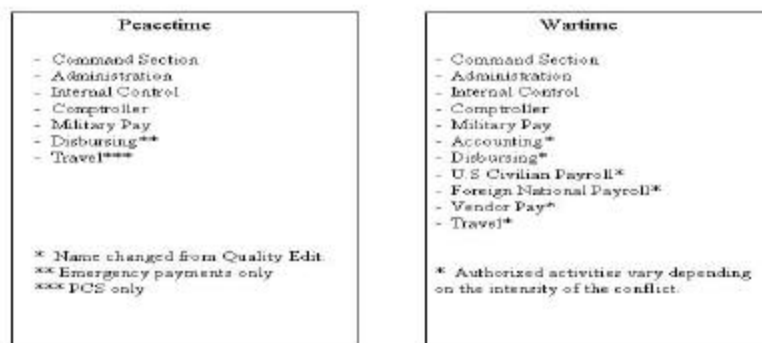 Peacetime
- Command Section
- Administration
- Internal Control
- Comptroller
- Military Pay
- Disbursing**
- Travel***
* Name changed from Quality Edit
** Emergency payments only
*** PCS only
Wartime
- Command Section
- Administration
- Internal Control
- Comptroller
- Military Pay
- Accounting*
- Disbursing*
- U.S Civilian Payroll*
- Foreign National Payroll*
- Vendor Pay*
- Travel*
* Authorized activities vary depending
on the intensity of the conflict.